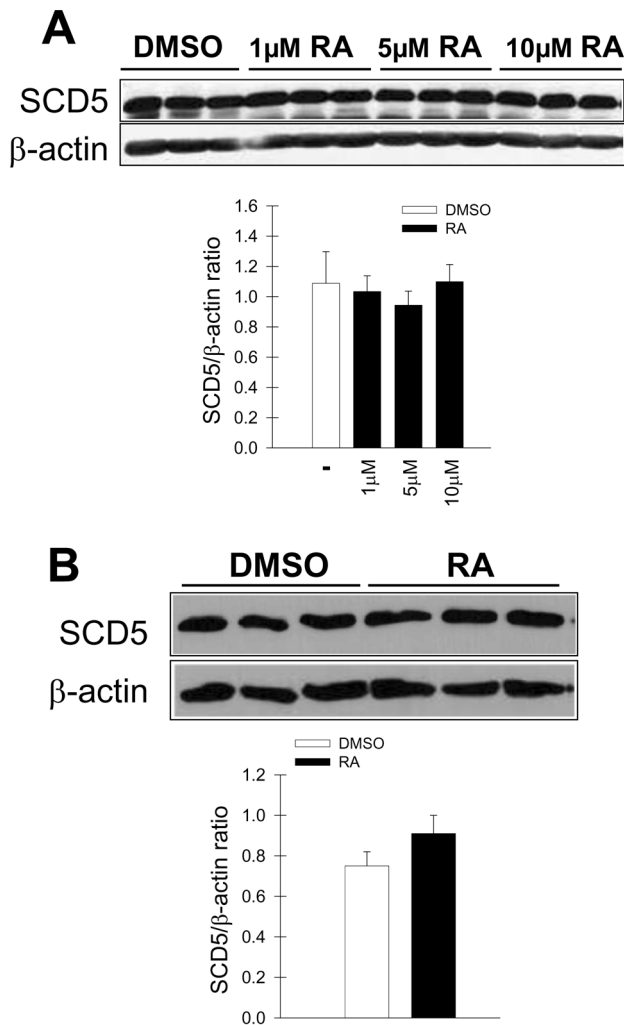 A
DMSO 1µM RA 5µM RA 10µM RA
SCD5
β-actin
SCD5/β-actin ratio
1.6
1.4
1.2
1.0
0.8
0.6
0.4
0.2
0.0
DMSO
RA
- 1µM 5µM 10µM
B
DMSO RA
SCD5
β-actin
DMSO
RA
SCD5/β-actin ratio
1.2
1.0
0.8
0.6
0.4
0.2
0.0